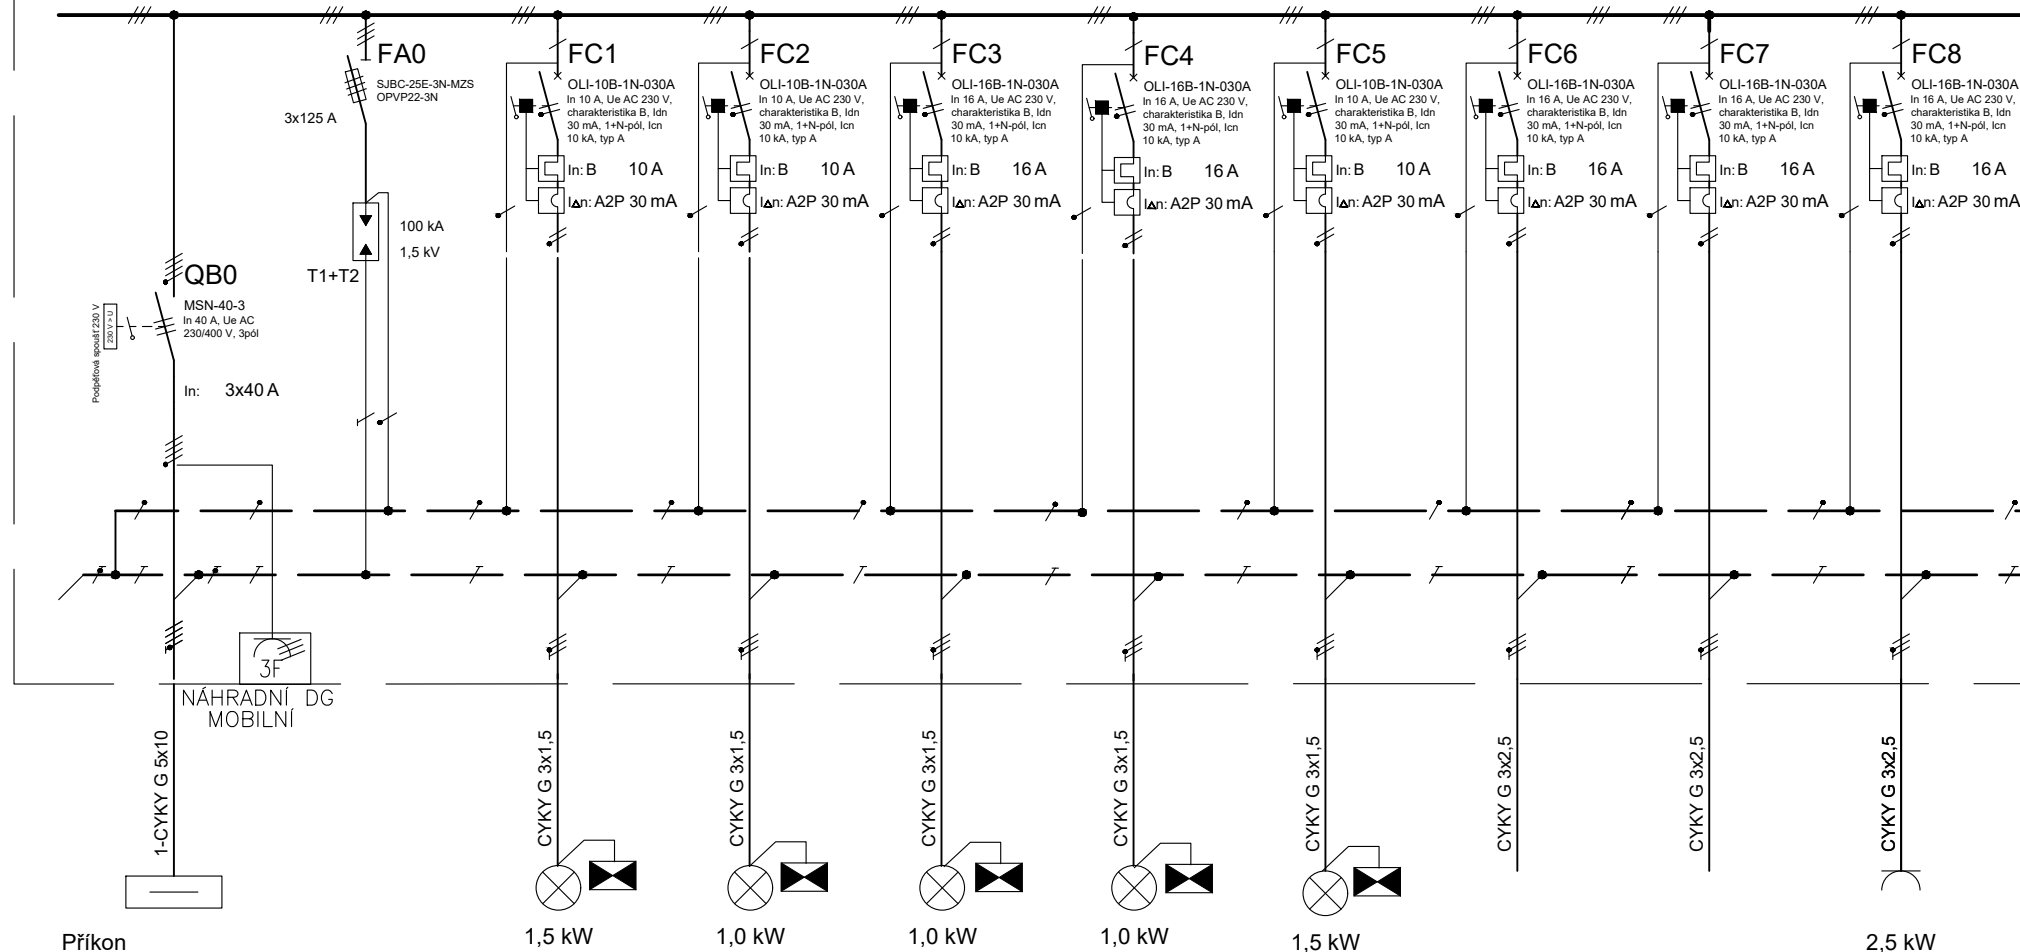 FA0
SJBC-25E-3N-MZS
OPVP22-3N
3x125 A
100 kA
1,5 kV
T1+T2
QB0
MSN-40-3
In 40 A, Ue AC
230/400 V, 3pól
Podpěťová spoušť 230 V
230 V > U
In: 3x40 A
FC1
OLI-10B-1N-030A
In 10 A, Ue AC 230 V,
charakteristika B, Idn
30 mA, 1+N-pól, Icn
10 kA, typ A
In: B 10 A
I∆n: A2P 30 mA
FC2
OLI-10B-1N-030A
In 10 A, Ue AC 230 V,
charakteristika B, Idn
30 mA, 1+N-pól, Icn
10 kA, typ A
In: B 10 A
I∆n: A2P 30 mA
FC3
OLI-16B-1N-030A
In 16 A, Ue AC 230 V,
charakteristika B, Idn
30 mA, 1+N-pól, Icn
10 kA, typ A
In: B 16 A
I∆n: A2P 30 mA
FC4
OLI-16B-1N-030A
In 16 A, Ue AC 230 V,
charakteristika B, Idn
30 mA, 1+N-pól, Icn
10 kA, typ A
In: B 16 A
I∆n: A2P 30 mA
FC5
OLI-10B-1N-030A
In 10 A, Ue AC 230 V,
charakteristika B, Idn
30 mA, 1+N-pól, Icn
10 kA, typ A
In: B 10 A
I∆n: A2P 30 mA
FC6
OLI-16B-1N-030A
In 16 A, Ue AC 230 V,
charakteristika B, Idn
30 mA, 1+N-pól, Icn
10 kA, typ A
In: B 16 A
I∆n: A2P 30 mA
FC7
OLI-16B-1N-030A
In 16 A, Ue AC 230 V,
charakteristika B, Idn
30 mA, 1+N-pól, Icn
10 kA, typ A
In: B 16 A
I∆n: A2P 30 mA
FC8
OLI-16B-1N-030A
In 16 A, Ue AC 230 V,
charakteristika B, Idn
30 mA, 1+N-pól, Icn
10 kA, typ A
In: B 16 A
I∆n: A2P 30 mA
3F
NÁHRADNÍ DG
MOBILNÍ
1-CYKY G 5x10
CYKY G 3x1,5
CYKY G 3x1,5
CYKY G 3x1,5
CYKY G 3x1,5
CYKY G 3x1,5
CYKY G 3x2,5
CYKY G 3x2,5
CYKY G 3x2,5
Příkon
1,5 kW
1,0 kW
1,0 kW
1,0 kW
1,5 kW
2,5 kW